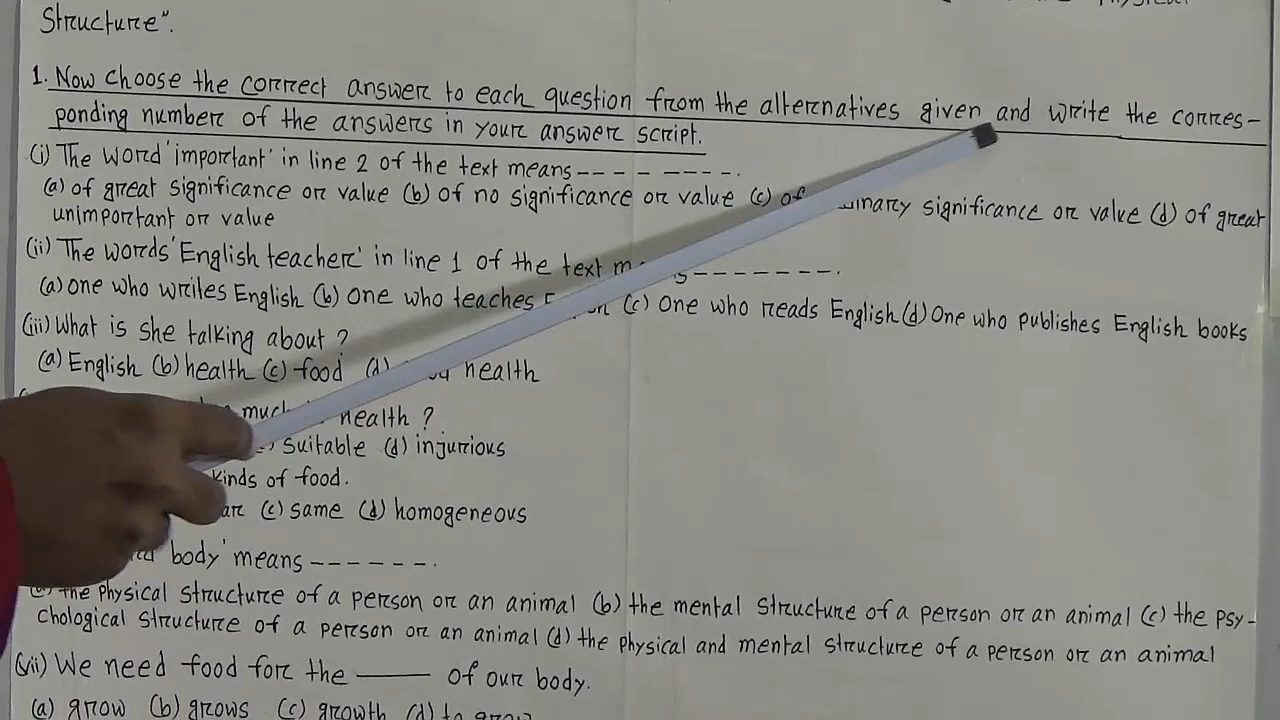 Structure".
1. Now choose the correct answer to each question from the alternatives given and write the corres-
ponding number of the answers in your answer script.
(i) The word 'important' in line 2 of the text means--------.
(a) of great significance or value (b) of no significance or value (c) of significance or value (d) of great
unimportant or value
(ii) The words 'English teacher' in line 1 of the text -------.
(a) one who writes English (b) One who teaches (c) One who reads English (d) One who publishes English books
(iii) What is she talking about ?
(a) English (b) health (c) food (d) health
much health ?
suitable (d) injurious
kinds of food.
(c) same (d) homogeneous
body' means ------.
the physical structure of a person or an animal (b) the mental structure of a person or an animal (c) the psy-
chological structure of a person or an animal (d) the physical and mental structure of a person or an animal
(vii) We need food for the ____ of our body.
(a) grow (b) grows (c) growth (d) to grow